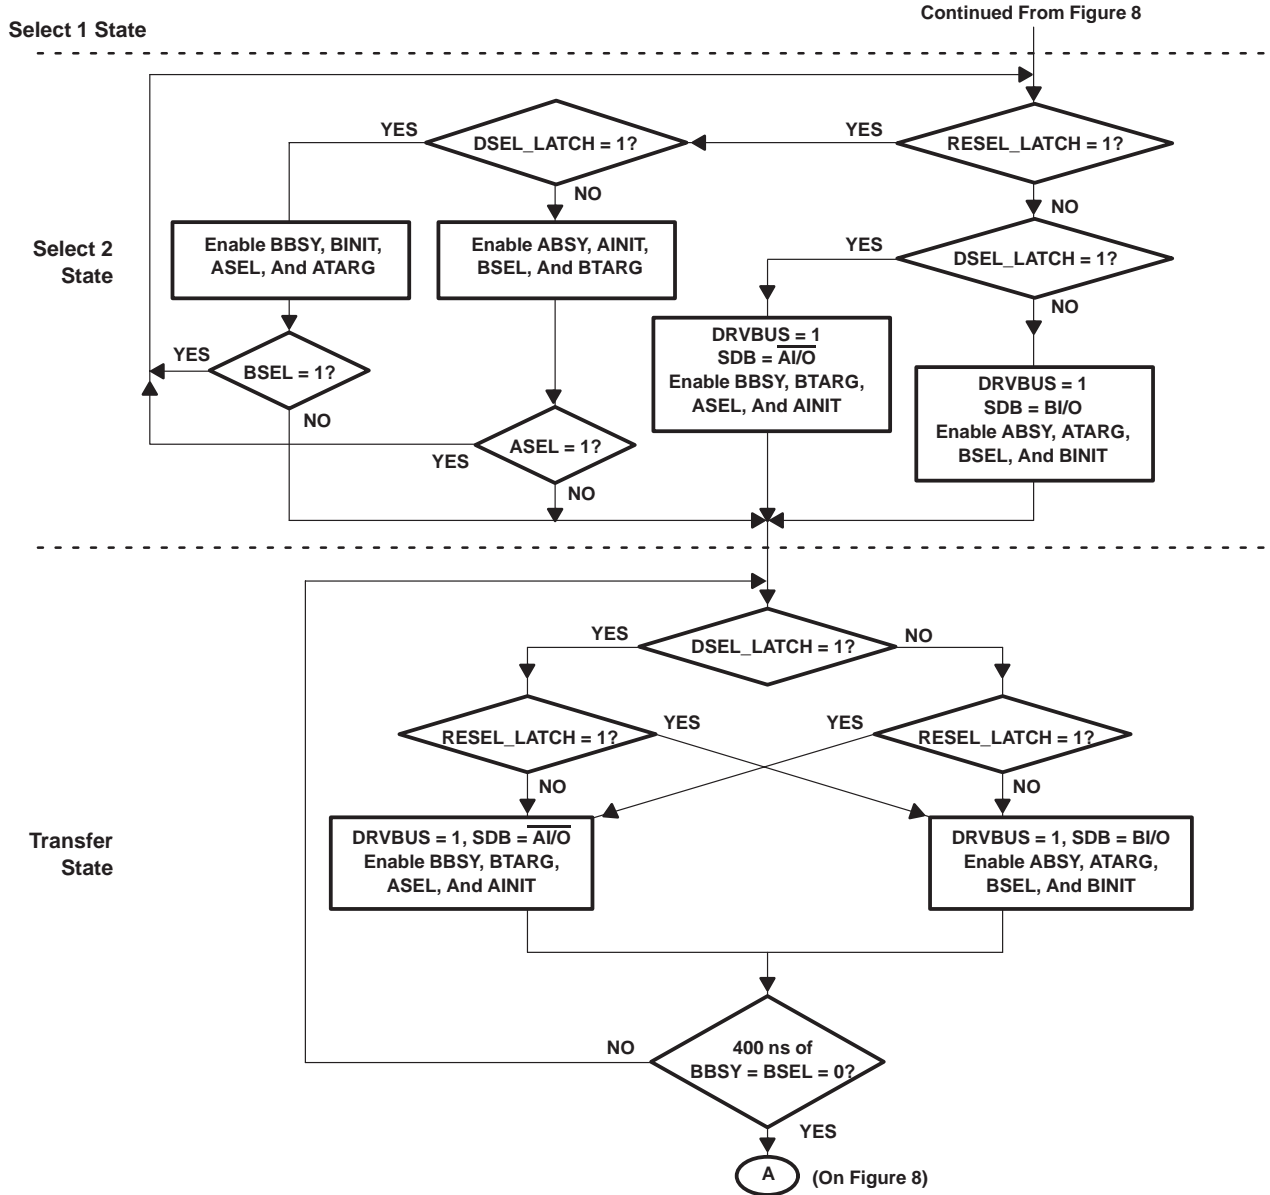 Continued From Figure 8
Select 1 State
YES
DSEL_LATCH = 1?
YES
RESEL_LATCH = 1?
NO
NO
Select 2
State
Enable BBSY, BINIT,
ASEL, And ATARG
Enable ABSY, AINIT,
BSEL, And BTARG
YES
DSEL_LATCH = 1?
NO
DRVBUS = 1
SDB = A̅I̅/̅O̅
Enable BBSY, BTARG,
ASEL, And AINIT
YES
BSEL = 1?
NO
DRVBUS = 1
SDB = BI/O
Enable ABSY, ATARG,
BSEL, And BINIT
YES
ASEL = 1?
NO
YES
DSEL_LATCH = 1?
NO
RESEL_LATCH = 1?
YES
YES
RESEL_LATCH = 1?
NO
NO
Transfer
State
DRVBUS = 1, SDB = A̅I̅/̅O̅
Enable BBSY, BTARG,
ASEL, And AINIT
DRVBUS = 1, SDB = BI/O
Enable ABSY, ATARG,
BSEL, And BINIT
NO
400 ns of
BBSY = BSEL = 0?
YES
A
(On Figure 8)